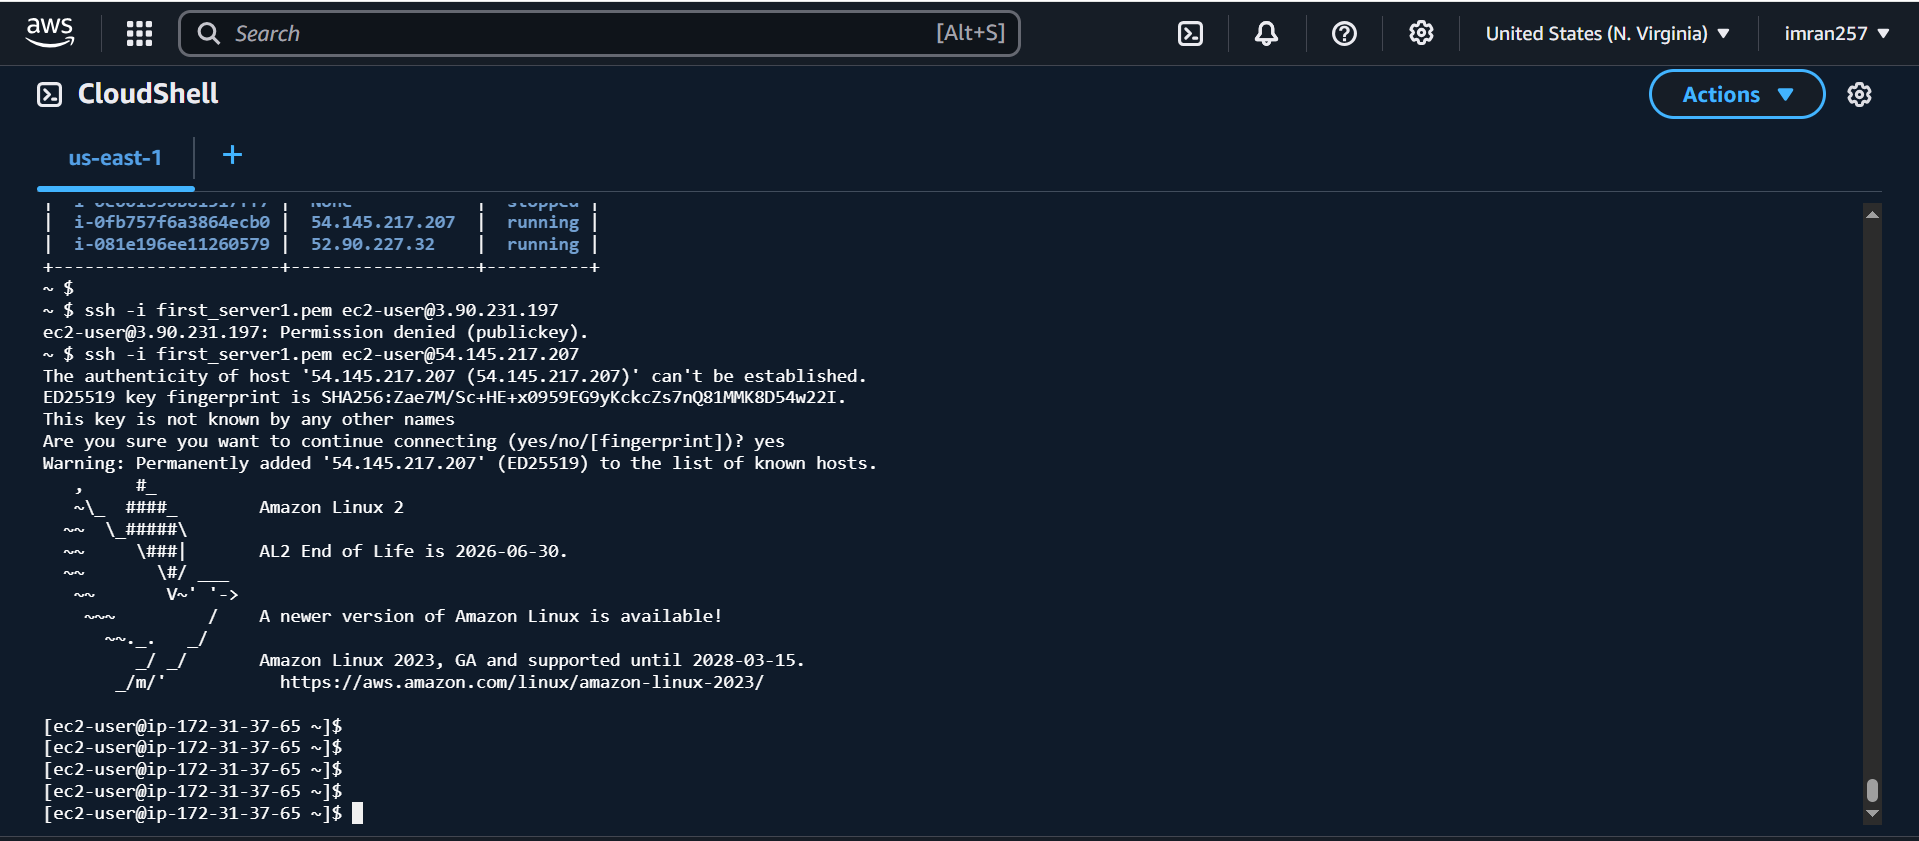 aws
Search [Alt+S]
United States (N. Virginia) ▼
imran257 ▼
CloudShell
Actions ▼
us-east-1 +
| None | stopped |
| i-0fb757f6a3864ecb0 | 54.145.217.207 | running |
| i-081e196ee11260579 | 52.90.227.32 | running |
+----------------------+------------------+----------+
~ $
~ $ ssh -i first_server1.pem ec2-user@3.90.231.197
ec2-user@3.90.231.197: Permission denied (publickey).
~ $ ssh -i first_server1.pem ec2-user@54.145.217.207
The authenticity of host '54.145.217.207 (54.145.217.207)' can't be established.
ED25519 key fingerprint is SHA256:Zae7M/Sc+HE+x0959EG9yKckcZs7nQ81MMK8D54w22I.
This key is not known by any other names
Are you sure you want to continue connecting (yes/no/[fingerprint])? yes
Warning: Permanently added '54.145.217.207' (ED25519) to the list of known hosts.
   ,     #_
   ~\_  ####_        Amazon Linux 2
  ~~  \_#####\
  ~~     \###|       AL2 End of Life is 2026-06-30.
  ~~       \#/ ___
   ~~       V~' '->
    ~~~         /    A newer version of Amazon Linux is available!
      ~~._.   _/
         _/ _/       Amazon Linux 2023, GA and supported until 2028-03-15.
       _/m/'           https://aws.amazon.com/linux/amazon-linux-2023/
[ec2-user@ip-172-31-37-65 ~]$
[ec2-user@ip-172-31-37-65 ~]$
[ec2-user@ip-172-31-37-65 ~]$
[ec2-user@ip-172-31-37-65 ~]$
[ec2-user@ip-172-31-37-65 ~]$